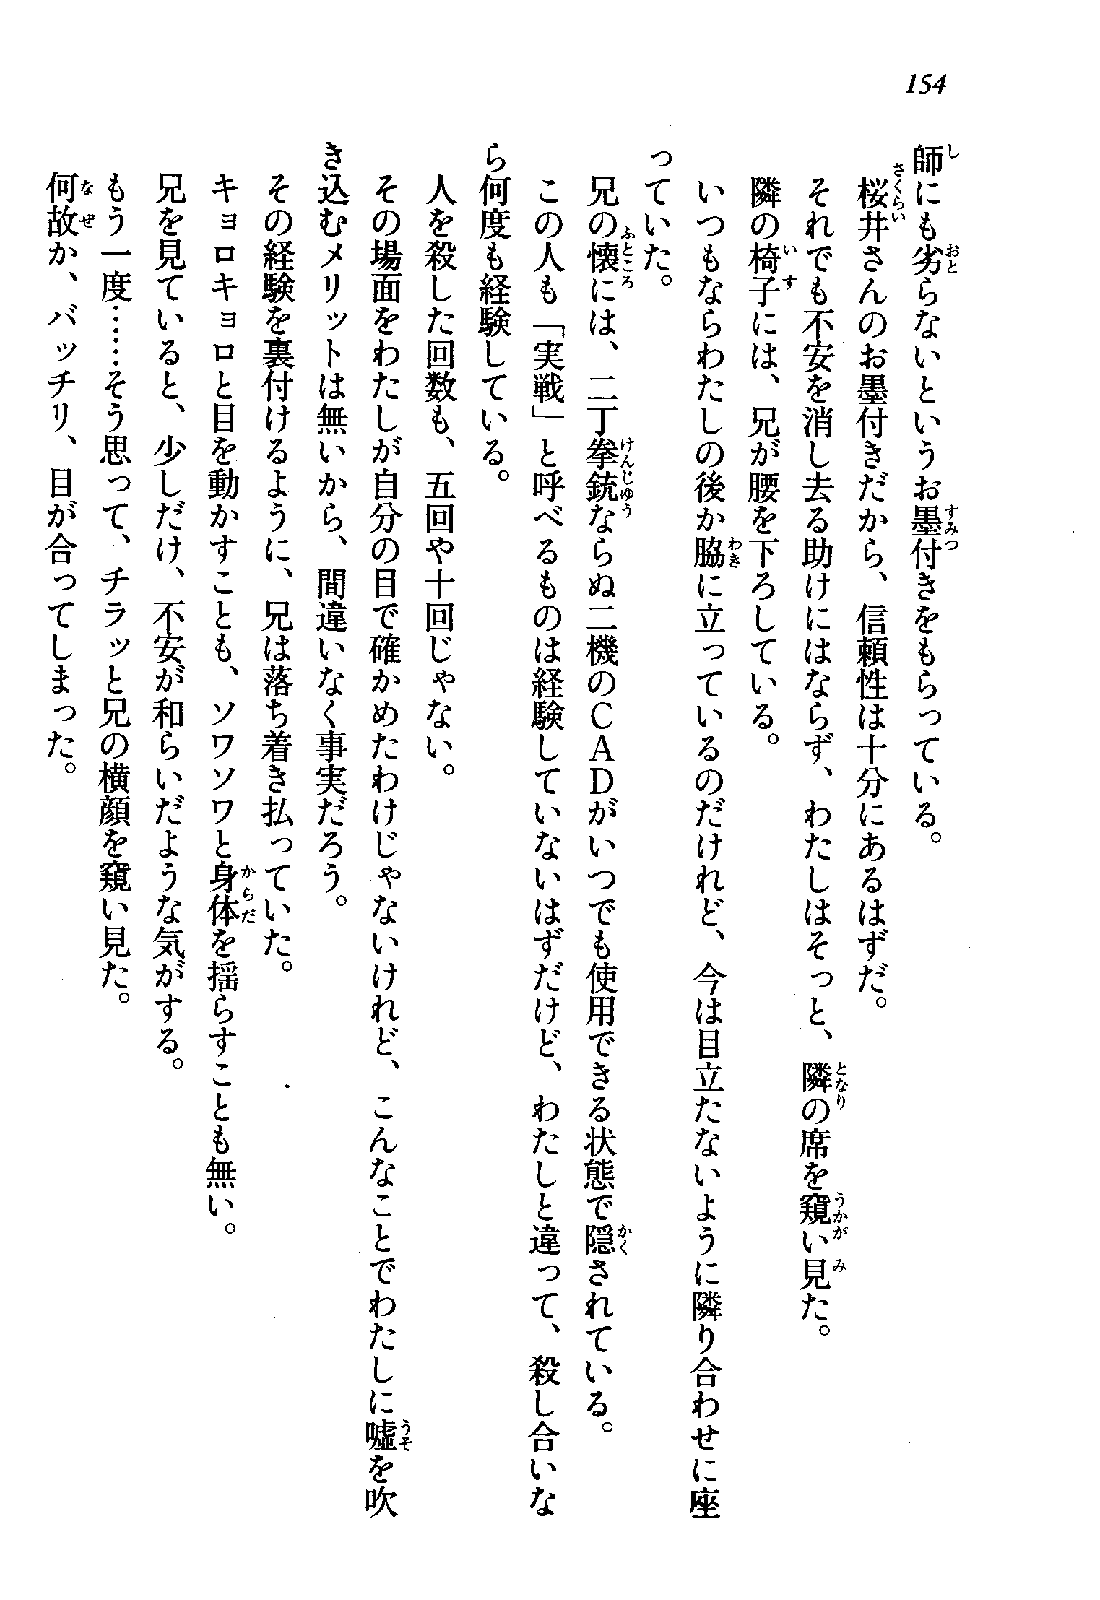 154
師にも劣らないというお墨付きをもらっている。
桜井さんのお墨付きだから、信頼性は十分にあるはずだ。
それでも不安を消し去る助けにはならず、わたしはそっと、隣の席を窺い見た。
隣の椅子には、兄が腰を下ろしている。
いつもならわたしの後か脇に立っているのだけれど、今は目立たないように隣り合わせに座
っていた。
兄の懐には、二丁拳銃ならぬ二機のCADがいつでも使用できる状態で隠されている。
この人も「実戦」と呼べるものは経験していないはずだけど、わたしと違って、殺し合いな
ら何度も経験している。
人を殺した回数も、五回や十回じゃない。
その場面をわたしが自分の目で確かめたわけじゃないけれど、こんなことでわたしに嘘を吹
き込むメリットは無いから、間違いなく事実だろう。
その経験を裏付けるように、兄は落ち着き払っていた。
キョロキョロと目を動かすことも、ソワソワと身体を揺らすことも無い。
兄を見ていると、少しだけ、不安が和らいだような気がする。
もう一度……そう思って、チラッと兄の横顔を窺い見た。
何故か、バッチリ、目が合ってしまった。